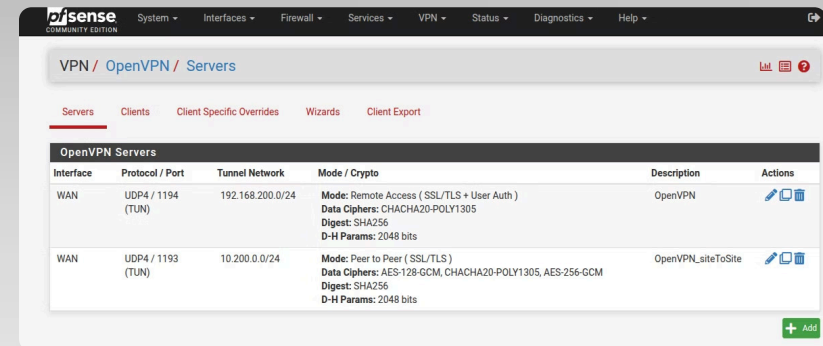 pfsense
COMMUNITY EDITION
System Interfaces Firewall Services VPN Status Diagnostics Help
VPN / OpenVPN / Servers
Servers Clients Client Specific Overrides Wizards Client Export
OpenVPN Servers
Interface Protocol / Port Tunnel Network Mode / Crypto Description Actions
WAN UDP4 / 1194 (TUN) 192.168.200.0/24 Mode: Remote Access ( SSL/TLS + User Auth ) OpenVPN
Data Ciphers: CHACHA20-POLY1305
Digest: SHA256
D-H Params: 2048 bits
WAN UDP4 / 1193 (TUN) 10.200.0.0/24 Mode: Peer to Peer ( SSL/TLS ) OpenVPN_siteToSite
Data Ciphers: AES-128-GCM, CHACHA20-POLY1305, AES-256-GCM
Digest: SHA256
D-H Params: 2048 bits
+ Add